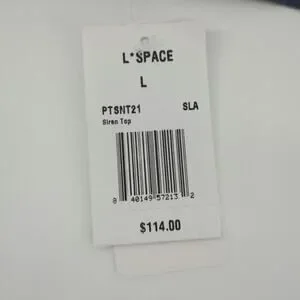 L*SPACE
L
PTSNT21 SLA
Siren Top
8 40149 57213 2
$114.00